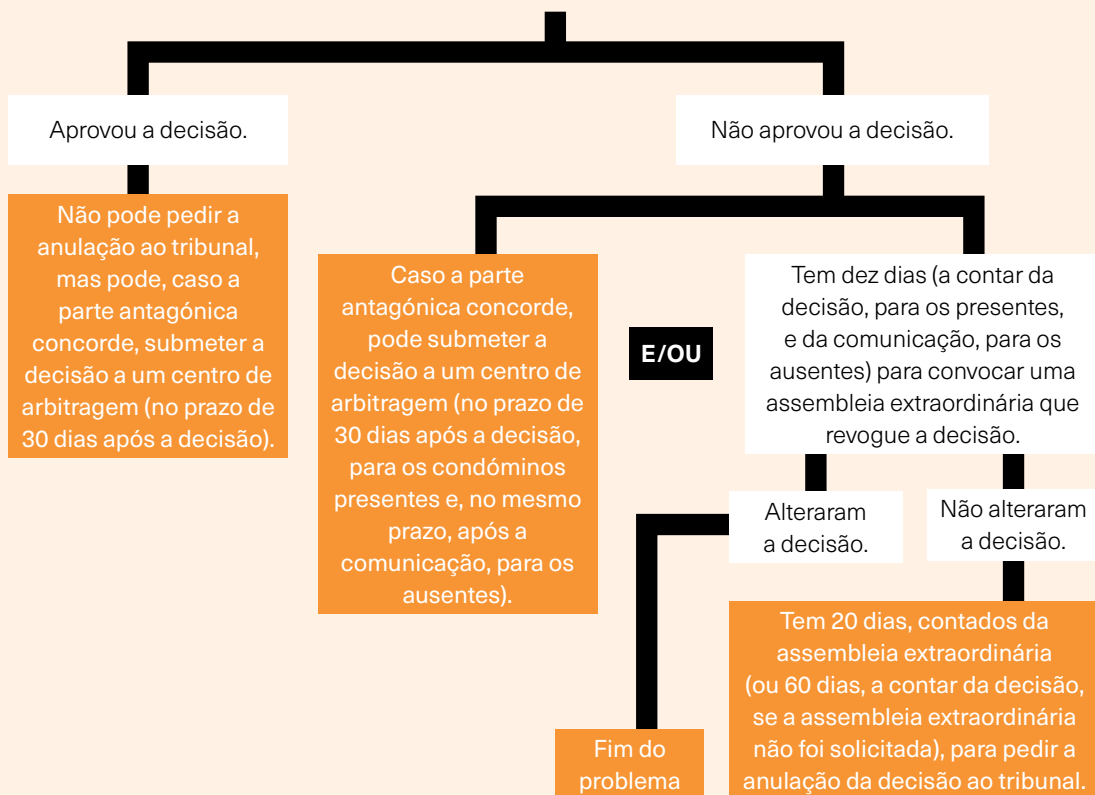 Aprovou a decisão.
Não aprovou a decisão.
Não pode pedir a
anulação ao tribunal,
mas pode, caso a
parte antagónica
concorde, submeter a
decisão a um centro de
arbitragem (no prazo de
30 dias após a decisão).
Caso a parte
antagónica concorde,
pode submeter a
decisão a um centro de
arbitragem (no prazo de
30 dias após a decisão,
para os condóminos
presentes e, no mesmo
prazo, após a
comunicação, para os
ausentes).
E/OU
Tem dez dias (a contar da
decisão, para os presentes,
e da comunicação, para os
ausentes) para convocar uma
assembleia extraordinária que
revogue a decisão.
Alteraram
a decisão.
Não alteraram
a decisão.
Fim do
problema
Tem 20 dias, contados da
assembleia extraordinária
(ou 60 dias, a contar da decisão,
se a assembleia extraordinária
não foi solicitada), para pedir a
anulação da decisão ao tribunal.